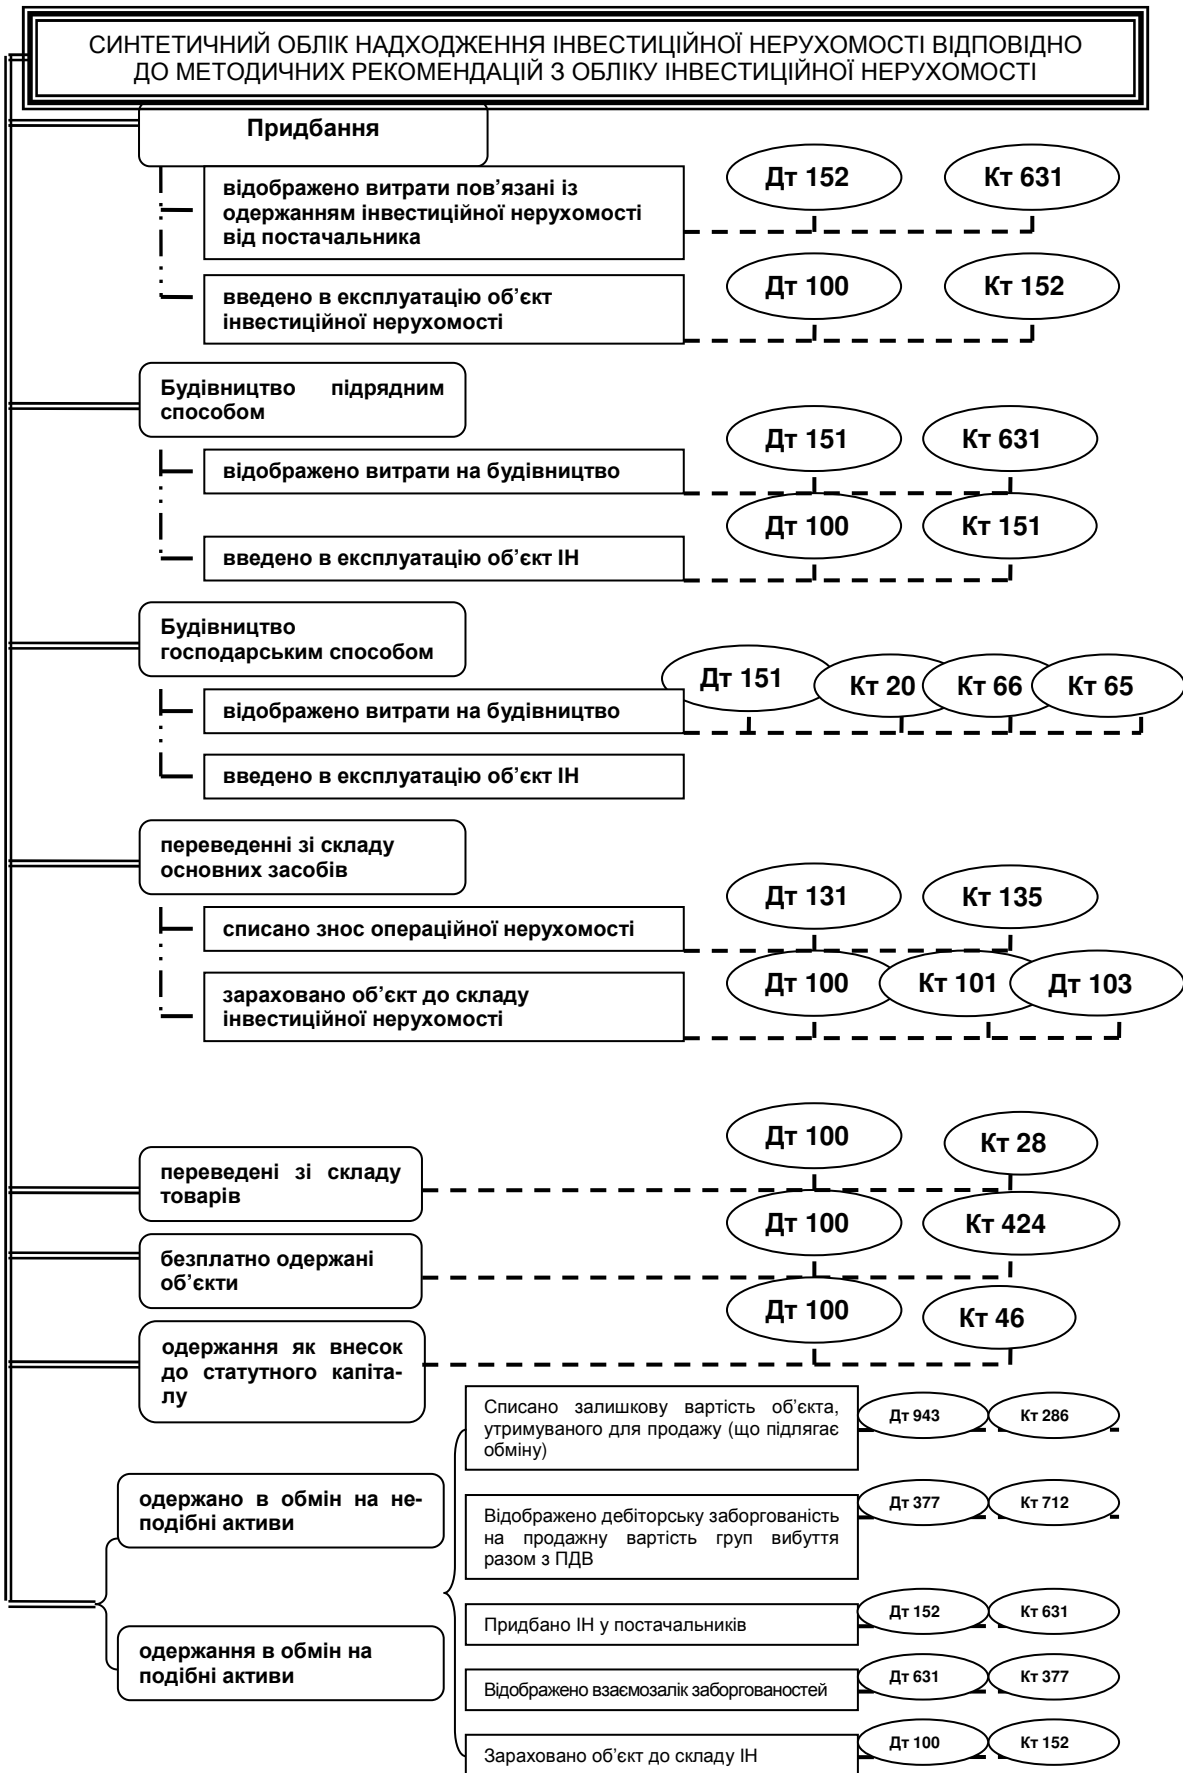 СИНТЕТИЧНИЙ ОБЛІК НАДХОДЖЕННЯ ІНВЕСТИЦІЙНОЇ НЕРУХОМОСТІ ВІДПОВІДНО
ДО МЕТОДИЧНИХ РЕКОМЕНДАЦІЙ З ОБЛІКУ ІНВЕСТИЦІЙНОЇ НЕРУХОМОСТІ
Придбання
відображено витрати пов’язані із
одержанням інвестиційної нерухомості
від постачальника
Дт 152 Кт 631
введено в експлуатацію об’єкт
інвестиційної нерухомості
Дт 100 Кт 152
Будівництво підрядним
способом
відображено витрати на будівництво
Дт 151 Кт 631
введено в експлуатацію об’єкт ІН
Дт 100 Кт 151
Будівництво
господарським способом
відображено витрати на будівництво
Дт 151 Кт 20 Кт 66 Кт 65
введено в експлуатацію об’єкт ІН
переведенні зі складу
основних засобів
списано знос операційної нерухомості
Дт 131 Кт 135
зараховано об’єкт до складу
інвестиційної нерухомості
Дт 100 Кт 101 Дт 103
переведені зі складу
товарів
Дт 100 Кт 28
безплатно одержані
об’єкти
Дт 100 Кт 424
одержання як внесок
до статутного капіта-
лу
Дт 100 Кт 46
одержано в обмін на не-
подібні активи
одержання в обмін на
подібні активи
Списано залишкову вартість об’єкта,
утримуваного для продажу (що підлягає
обміну)
Дт 943 Кт 286
Відображено дебіторську заборгованість
на продажну вартість груп вибуття
разом з ПДВ
Дт 377 Кт 712
Придбано ІН у постачальників
Дт 152 Кт 631
Відображено взаємозалік заборгованостей
Дт 631 Кт 377
Зараховано об’єкт до складу ІН
Дт 100 Кт 152